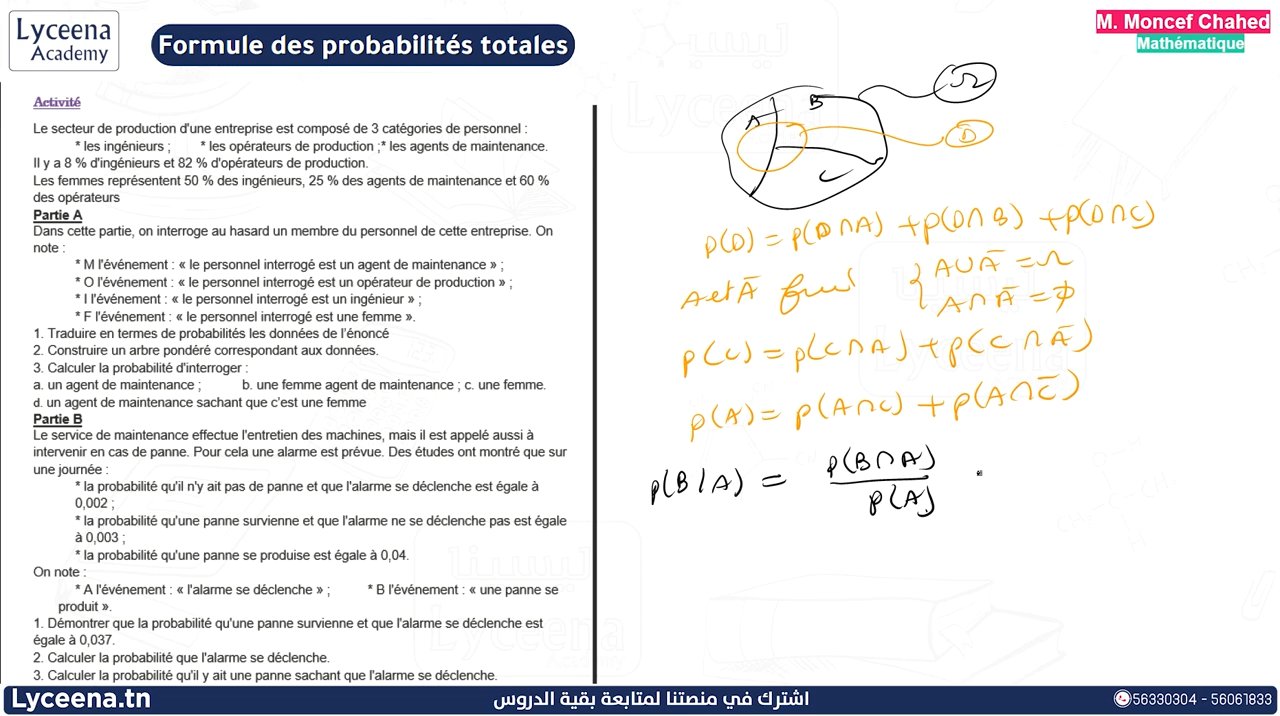 Lyceena
Academy
Formule des probabilités totales
M. Moncef Chahed
Mathématique
Activité
Le secteur de production d'une entreprise est composé de 3 catégories de personnel :
* les ingénieurs ; * les opérateurs de production ;* les agents de maintenance.
Il y a 8 % d'ingénieurs et 82 % d'opérateurs de production.
Les femmes représentent 50 % des ingénieurs, 25 % des agents de maintenance et 60 %
des opérateurs
Partie A
Dans cette partie, on interroge au hasard un membre du personnel de cette entreprise. On
note :
* M l'événement : « le personnel interrogé est un agent de maintenance » ;
* O l'événement : « le personnel interrogé est un opérateur de production » ;
* I l'événement : « le personnel interrogé est un ingénieur » ;
* F l'événement : « le personnel interrogé est une femme ».
1. Traduire en termes de probabilités les données de l'énoncé
2. Construire un arbre pondéré correspondant aux données.
3. Calculer la probabilité d'interroger :
a. un agent de maintenance ; b. une femme agent de maintenance ; c. une femme.
d. un agent de maintenance sachant que c'est une femme
Partie B
Le service de maintenance effectue l'entretien des machines, mais il est appelé aussi à
intervenir en cas de panne. Pour cela une alarme est prévue. Des études ont montré que sur
une journée :
* la probabilité qu'il n'y ait pas de panne et que l'alarme se déclenche est égale à
0,002 ;
* la probabilité qu'une panne survienne et que l'alarme ne se déclenche pas est égale
à 0,003 ;
* la probabilité qu'une panne se produise est égale à 0,04.
On note :
* A l'événement : « l'alarme se déclenche » ; * B l'événement : « une panne se
produit ».
1. Démontrer que la probabilité qu'une panne survienne et que l'alarme se déclenche est
égale à 0,037.
2. Calculer la probabilité que l'alarme se déclenche.
3. Calculer la probabilité qu'il y ait une panne sachant que l'alarme se déclenche.
A B C D Ω
p(D) = p(D∩A) + p(D∩B) + p(D∩C)
A et Ā { A∪Ā = Ω
A∩Ā = ∅
p(C) = p(C∩A) + p(C∩Ā)
p(A) = p(A∩C) + p(A∩C̄)
p(B/A) = p(B∩A)
p(A)
Lyceena.tn
اشترك في منصتنا لمتابعة بقية الدروس
56330304 - 56061833